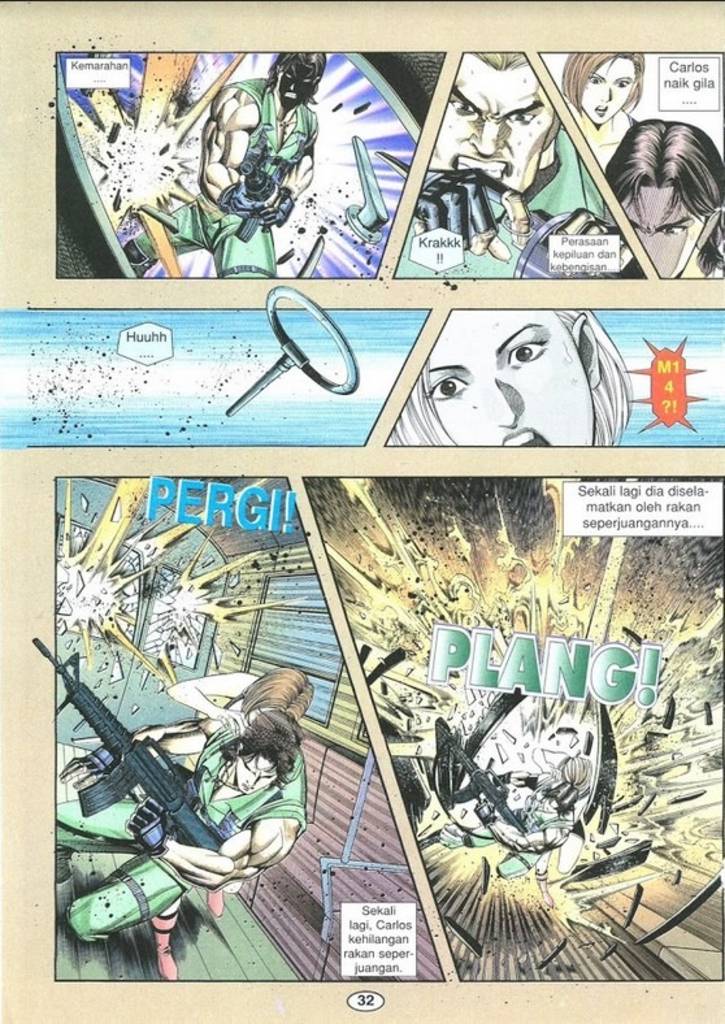 Kemarahan
....
Krakkk
!!
Perasaan
kepiluan dan
kebengisan...
Carlos
naik gila
....
Huuhh
....
M1
4
?!
PERGI!
Sekali
lagi, Carlos
kehilangan
rakan seper-
juangan.
Sekali lagi dia disela-
matkan oleh rakan
seperjuangannya....
PLANG!
32